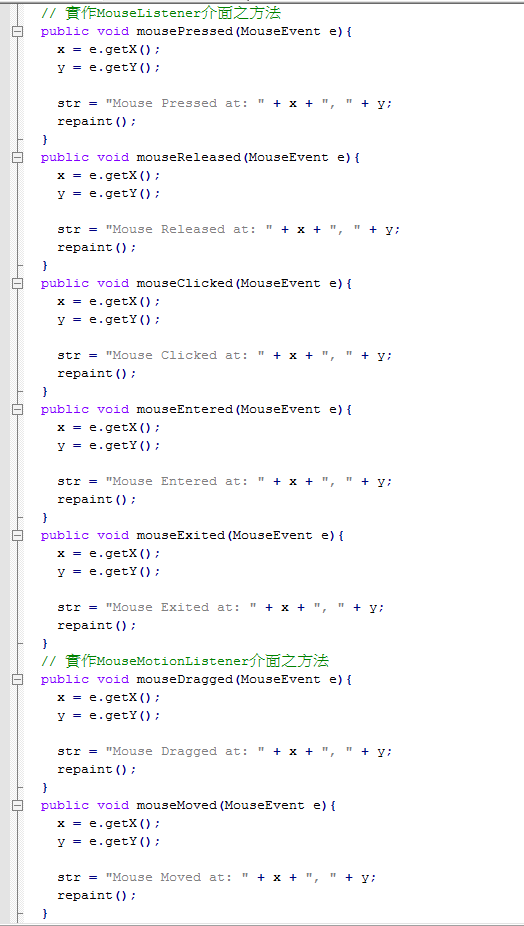 // 實作MouseListener介面之方法
public void mousePressed(MouseEvent e){
x = e.getX();
y = e.getY();
str = "Mouse Pressed at: " + x + ", " + y;
repaint();
}
public void mouseReleased(MouseEvent e){
x = e.getX();
y = e.getY();
str = "Mouse Released at: " + x + ", " + y;
repaint();
}
public void mouseClicked(MouseEvent e){
x = e.getX();
y = e.getY();
str = "Mouse Clicked at: " + x + ", " + y;
repaint();
}
public void mouseEntered(MouseEvent e){
x = e.getX();
y = e.getY();
str = "Mouse Entered at: " + x + ", " + y;
repaint();
}
public void mouseExited(MouseEvent e){
x = e.getX();
y = e.getY();
str = "Mouse Exited at: " + x + ", " + y;
repaint();
}
// 實作MouseMotionListener介面之方法
public void mouseDragged(MouseEvent e){
x = e.getX();
y = e.getY();
str = "Mouse Dragged at: " + x + ", " + y;
repaint();
}
public void mouseMoved(MouseEvent e){
x = e.getX();
y = e.getY();
str = "Mouse Moved at: " + x + ", " + y;
repaint();
}